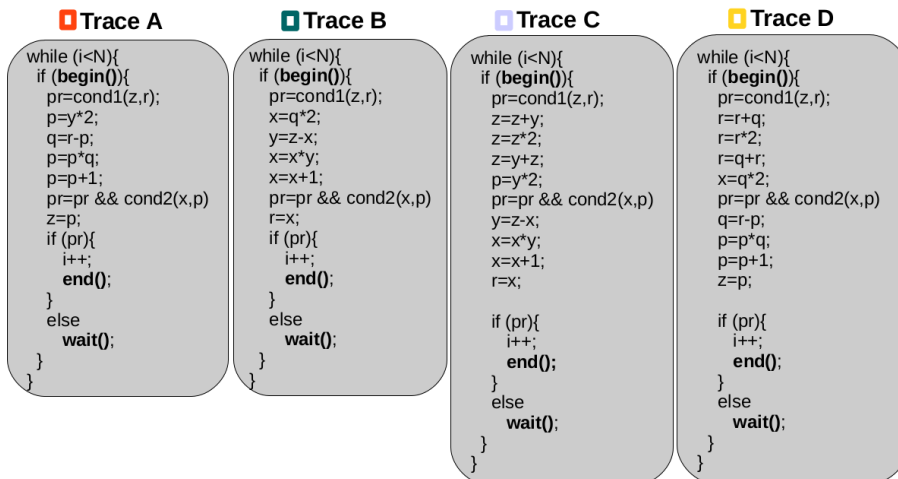 Trace A
while (i<N){
if (begin()){
pr=cond1(z,r);
p=y*2;
q=r-p;
p=p*q;
p=p+1;
pr=pr && cond2(x,p)
z=p;
if (pr){
i++;
end();
}
else
wait();
}
}
Trace B
while (i<N){
if (begin()){
pr=cond1(z,r);
x=q*2;
y=z-x;
x=x*y;
x=x+1;
pr=pr && cond2(x,p)
r=x;
if (pr){
i++;
end();
}
else
wait();
}
}
Trace C
while (i<N){
if (begin()){
pr=cond1(z,r);
z=z+y;
z=z*2;
z=y+z;
p=y*2;
pr=pr && cond2(x,p)
y=z-x;
x=x*y;
x=x+1;
r=x;
if (pr){
i++;
end();
}
else
wait();
}
}
Trace D
while (i<N){
if (begin()){
pr=cond1(z,r);
r=r+q;
r=r*2;
r=q+r;
x=q*2;
pr=pr && cond2(x,p)
q=r-p;
p=p*q;
p=p+1;
z=p;
if (pr){
i++;
end();
}
else
wait();
}
}